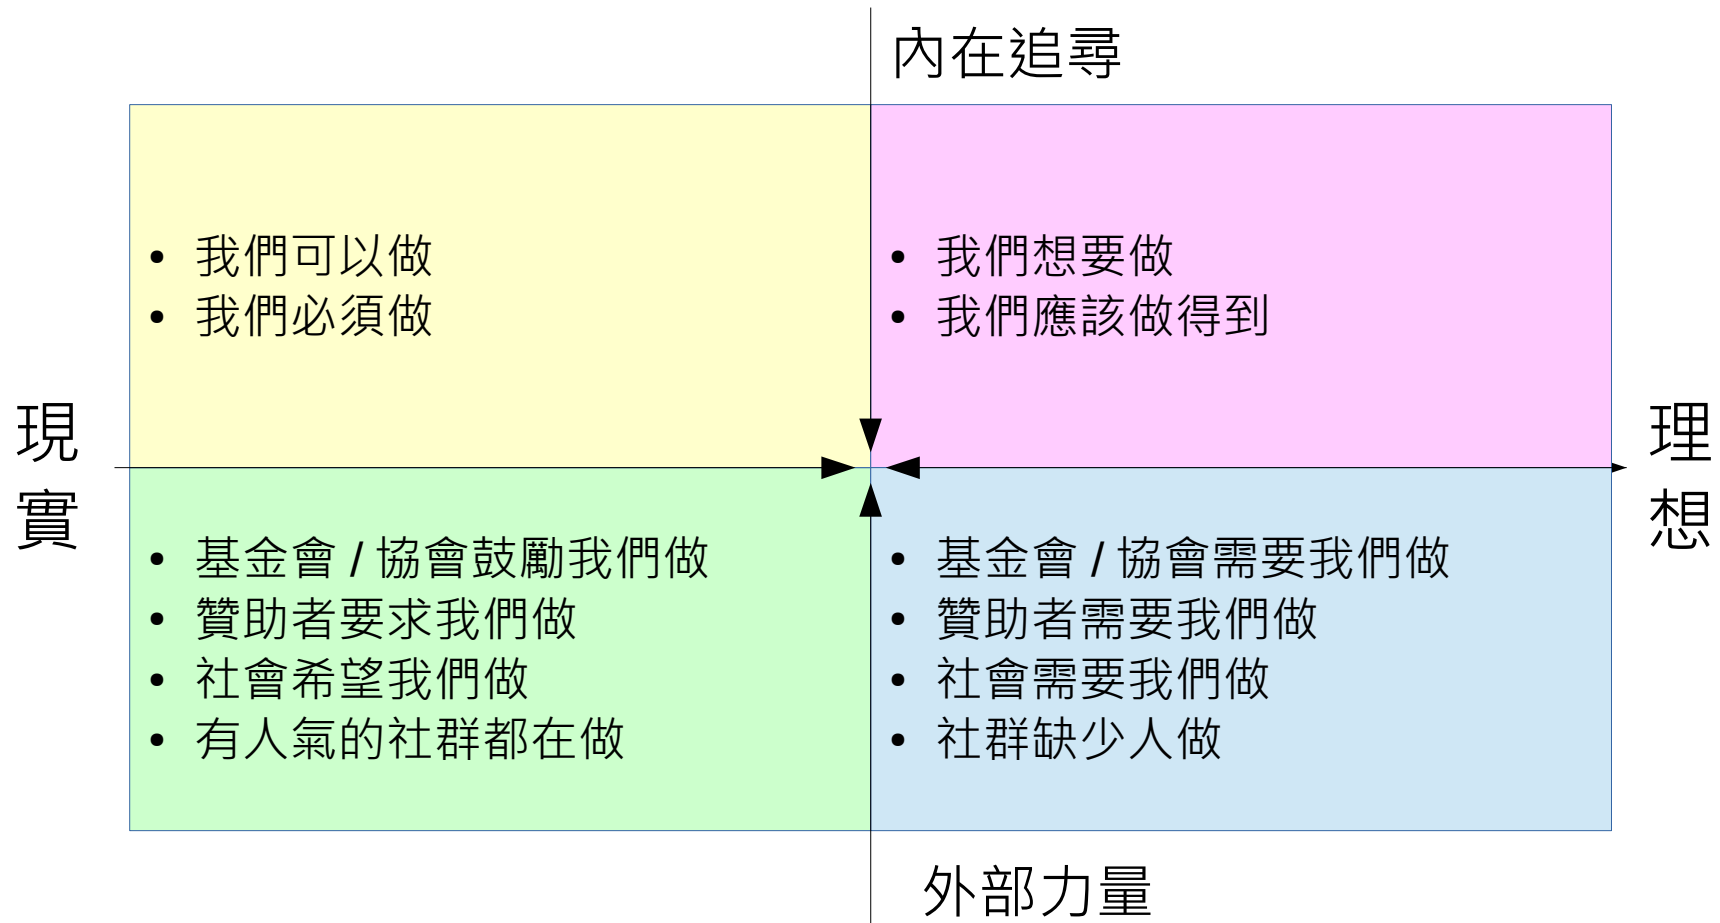 內在追尋
• 我們可以做
• 我們必須做
• 我們想要做
• 我們應該做得到
現實
理想
• 基金會 / 協會鼓勵我們做
• 贊助者要求我們做
• 社會希望我們做
• 有人氣的社群都在做
• 基金會 / 協會需要我們做
• 贊助者需要我們做
• 社會需要我們做
• 社群缺少人做
外部力量